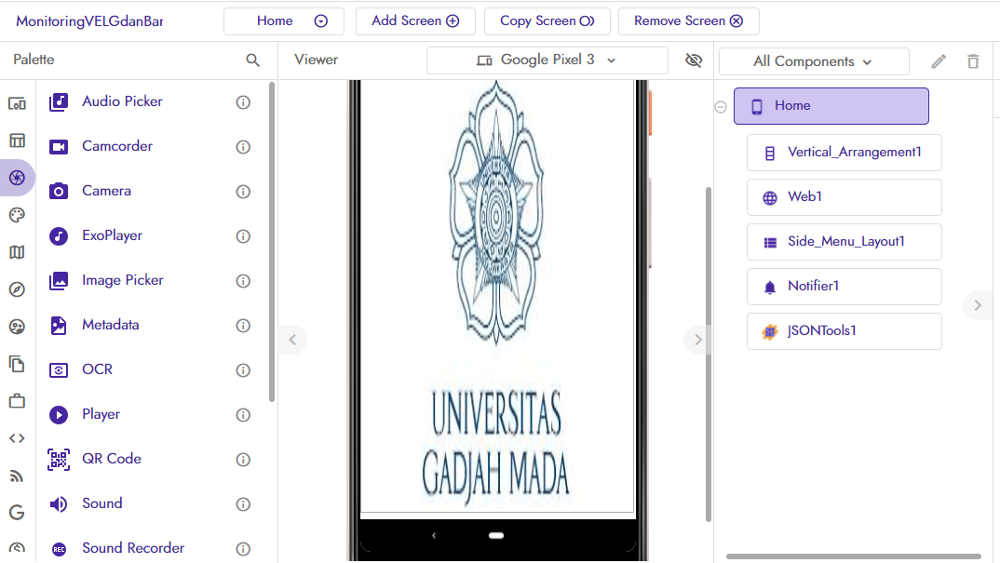 MonitoringVELGdanBar
Home
Add Screen
Copy Screen
Remove Screen
Palette
Viewer
Google Pixel 3
All Components
Audio Picker
Camcorder
Camera
ExoPlayer
Image Picker
Metadata
OCR
Player
QR Code
Sound
REC
Sound Recorder
UNIVERSITAS
GADJAH MADA
Home
Vertical_Arrangement1
Web1
Side_Menu_Layout1
Notifier1
JSONTools1